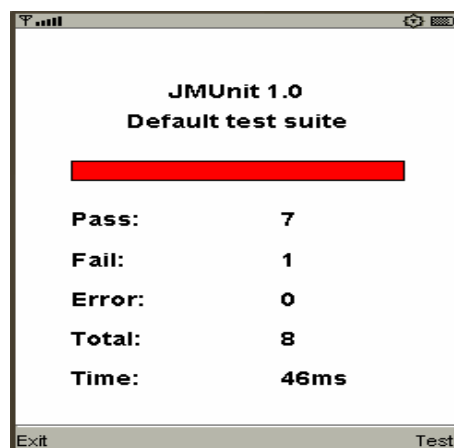 JMUnit 1.0
Default test suite
Pass: 7
Fail: 1
Error: 0
Total: 8
Time: 46ms
Exit Test